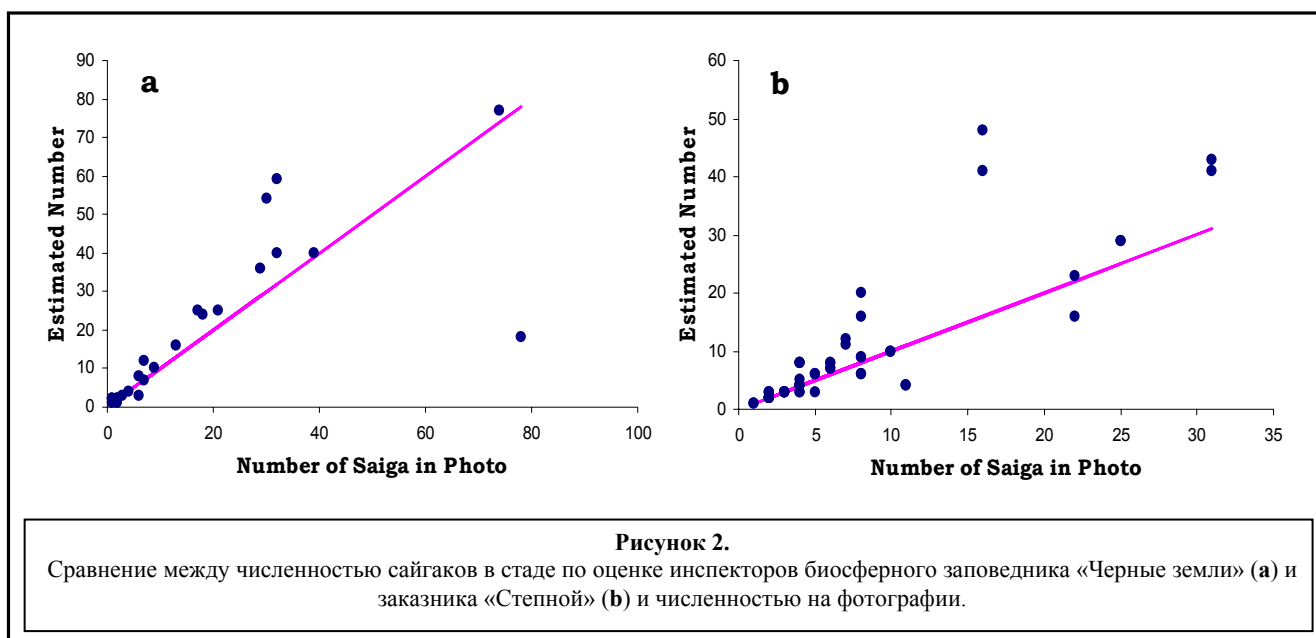 a
90
80
70
60
50
40
30
20
10
0
0 20 40 60 80 100
Estimated Number
Number of Saiga in Photo
b
60
50
40
30
20
10
0
0 5 10 15 20 25 30 35
Estimated Number
Number of Saiga in Photo
Рисунок 2.
Сравнение между численностью сайгаков в стаде по оценке инспекторов биосферного заповедника «Черные земли» (a) и
заказника «Степной» (b) и численностью на фотографии.